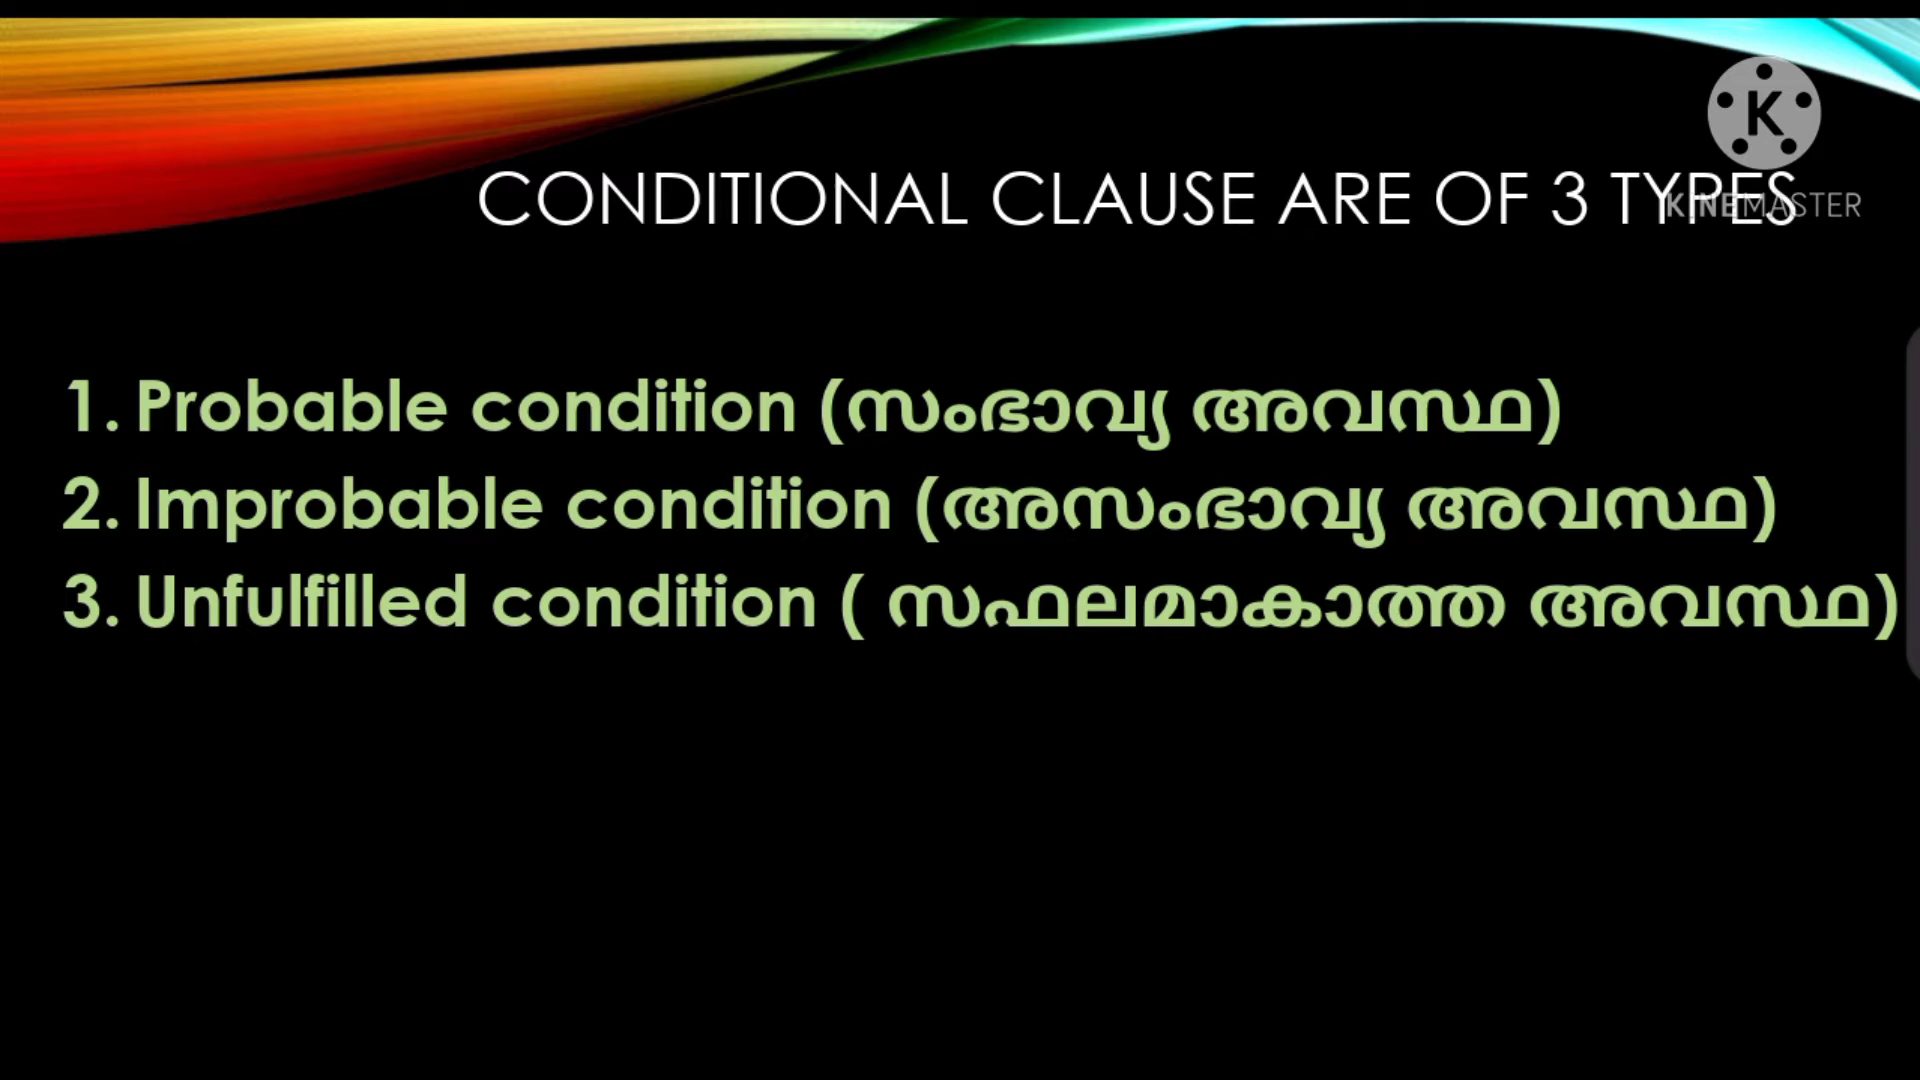 K
KINEMASTER
CONDITIONAL CLAUSE ARE OF 3 TYPES
1. Probable condition (സംഭാവ്യ അവസ്ഥ)
2. Improbable condition (അസംഭാവ്യ അവസ്ഥ)
3. Unfulfilled condition ( സഫലമാകാത്ത അവസ്ഥ)